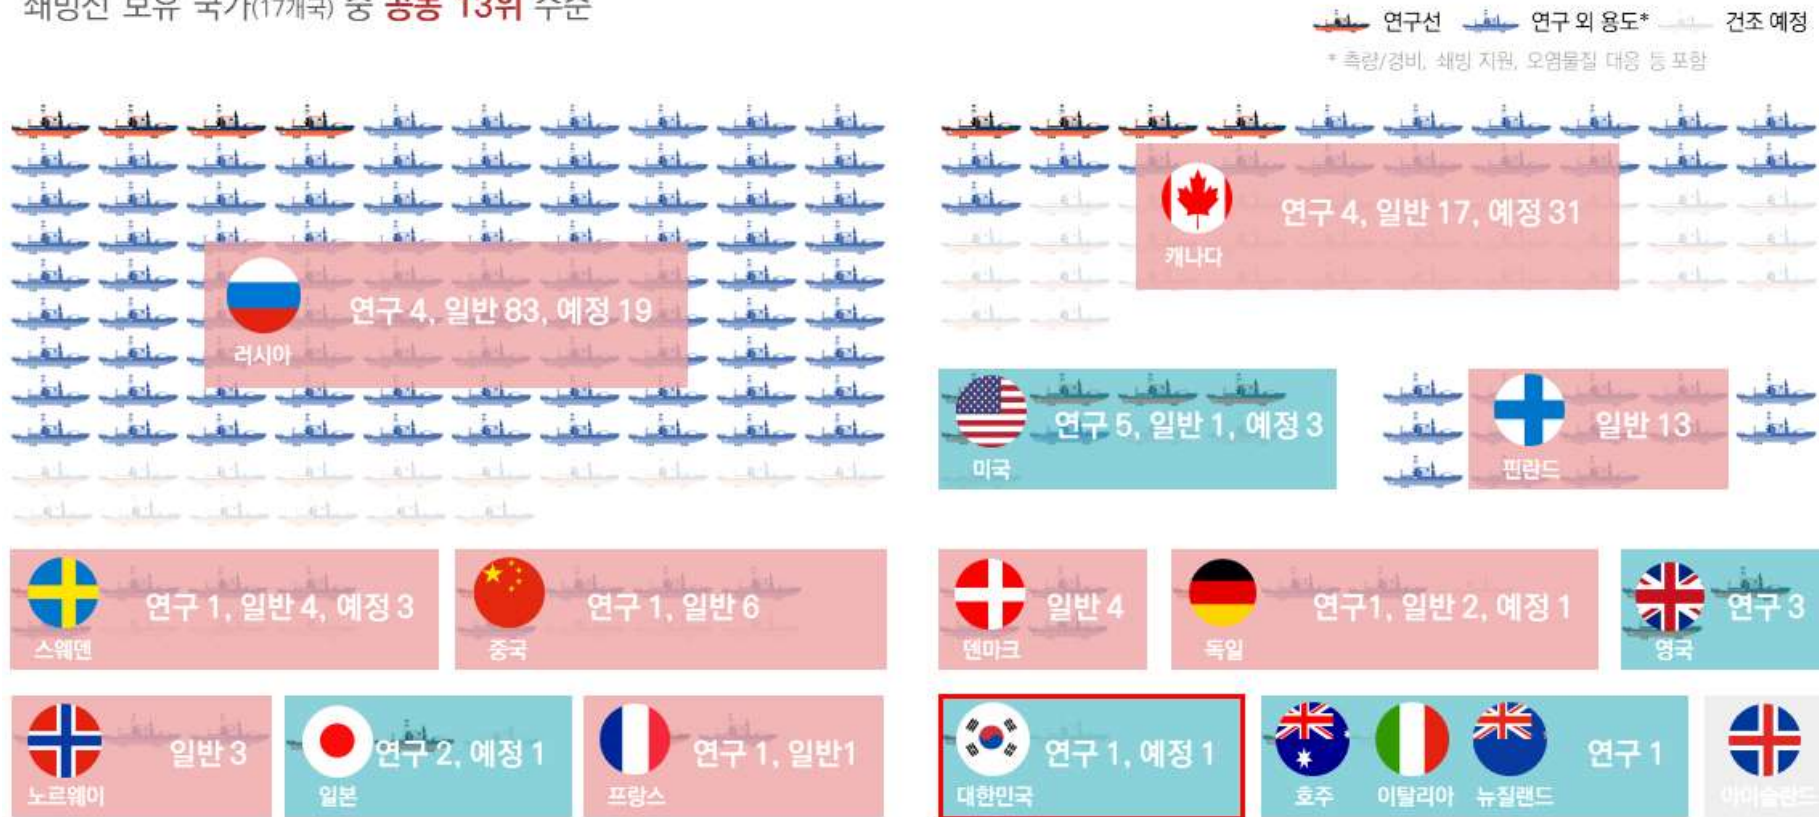 쇄빙선 보유 국가(17개국) 중 공동 13위 수준
연구선 연구 외 용도* 건조 예정
* 측량/경비, 쇄빙 지원, 오염물질 대응 등 포함
연구 4, 일반 17, 예정 31
캐나다
연구 4, 일반 83, 예정 19
러시아
연구 5, 일반 1, 예정 3
미국
일반 13
핀란드
연구 1, 일반 4, 예정 3
스웨덴
연구 1, 일반 6
중국
일반 4
덴마크
연구1, 일반 2, 예정 1
독일
연구 3
영국
일반 3
노르웨이
연구 2, 예정 1
일본
연구 1, 일반1
프랑스
연구 1, 예정 1
대한민국
연구 1
호주 이탈리아 뉴질랜드
아이슬란드